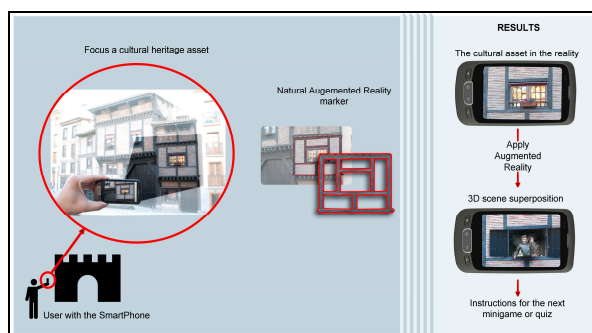 Focus a cultural heritage asset
Natural Augmented Reality
marker
User with the SmartPhone
RESULTS
The cultural asset in the reality
Apply
Augmented
Reality
3D scene superposition
Instructions for the next
minigame or quiz